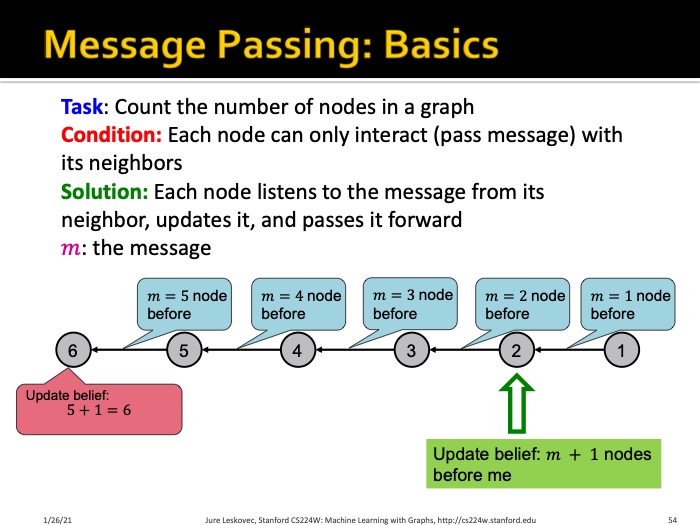 Message Passing: Basics
Task: Count the number of nodes in a graph
Condition: Each node can only interact (pass message) with
its neighbors
Solution: Each node listens to the message from its
neighbor, updates it, and passes it forward
m: the message
m = 5 node
before
m = 4 node
before
m = 3 node
before
m = 2 node
before
m = 1 node
before
6
5
4
3
2
1
Update belief:
5 + 1 = 6
Update belief: m + 1 nodes
before me
1/26/21
Jure Leskovec, Stanford CS224W: Machine Learning with Graphs, http://cs224w.stanford.edu
54